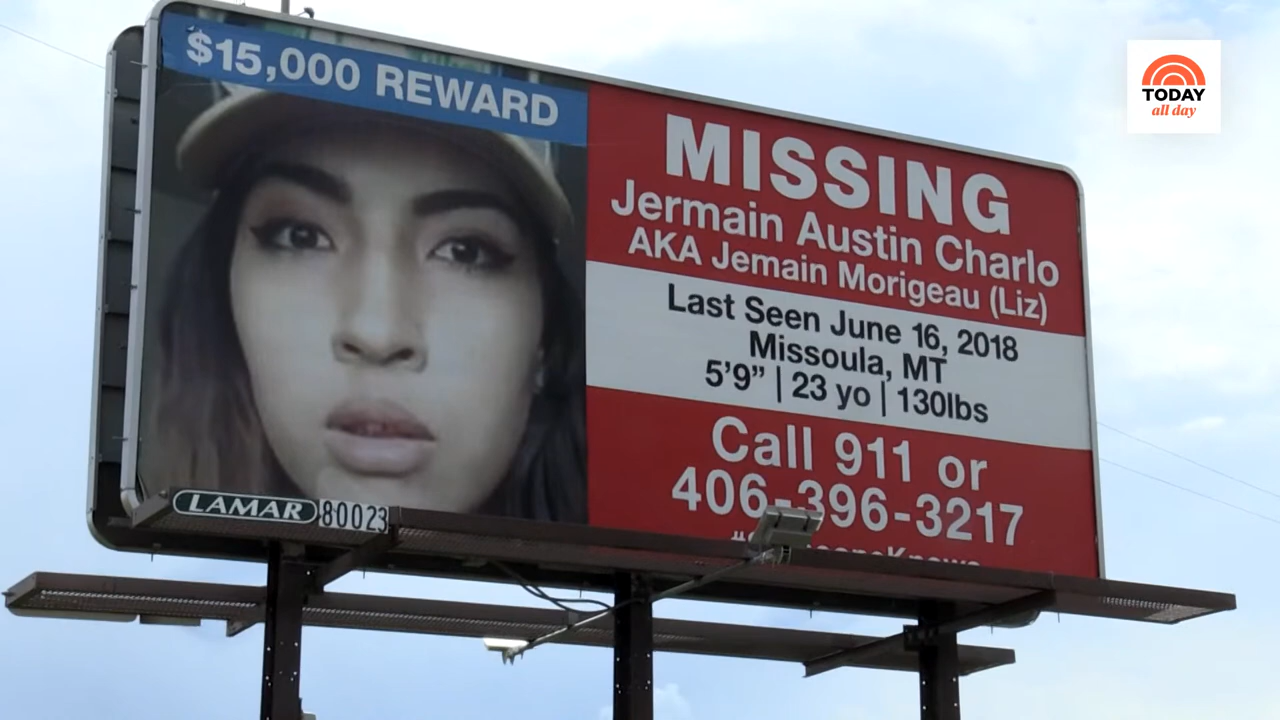 $15,000 REWARD
MISSING
Jermain Austin Charlo
AKA Jemain Morigeau (Liz)
Last Seen June 16, 2018
Missoula, MT
5'9" | 23 yo | 130lbs
Call 911 or
406-396-3217
LAMAR 80023
TODAY
all day